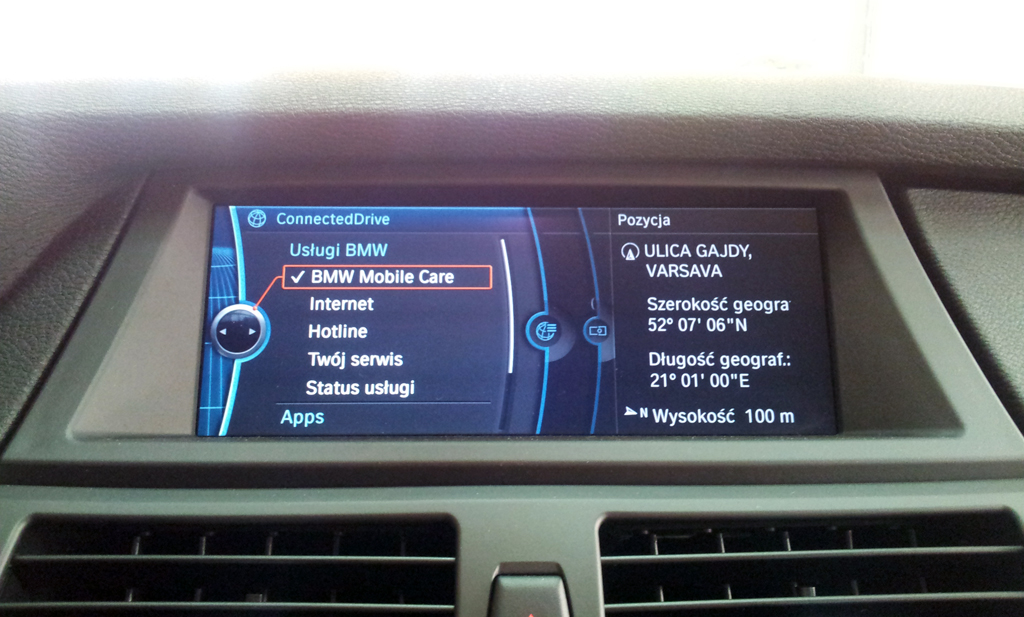 ConnectedDrive
Usługi BMW
✓ BMW Mobile Care
Internet
Hotline
Twój serwis
Status usługi
Apps
Pozycja
ULICA GAJDY,
VARSAVA
Szerokość geogra
52° 07' 06"N
Długość geograf.:
21° 01' 00"E
N Wysokość 100 m